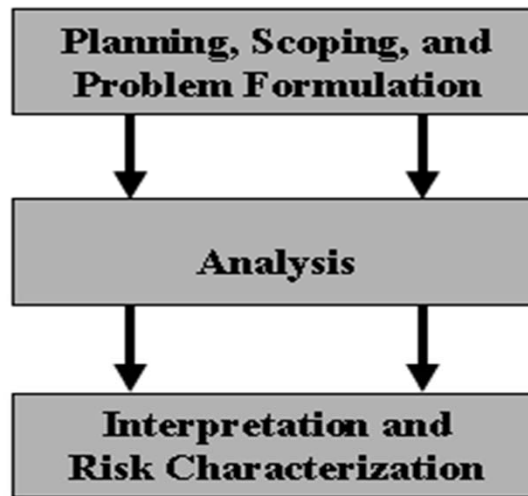 Planning, Scoping, and
Problem Formulation
Analysis
Interpretation and
Risk Characterization